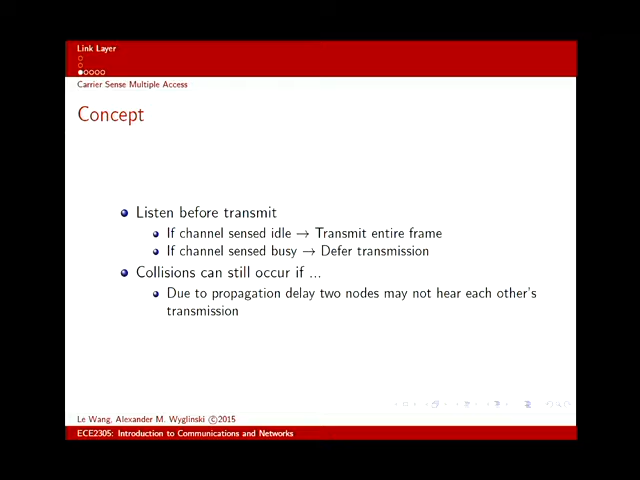 Link Layer
Carrier Sense Multiple Access
Concept
Listen before transmit
If channel sensed idle → Transmit entire frame
If channel sensed busy → Defer transmission
Collisions can still occur if ...
Due to propagation delay two nodes may not hear each other's
transmission
Le Wang, Alexander M. Wyglinski ©2015
ECE2305: Introduction to Communications and Networks